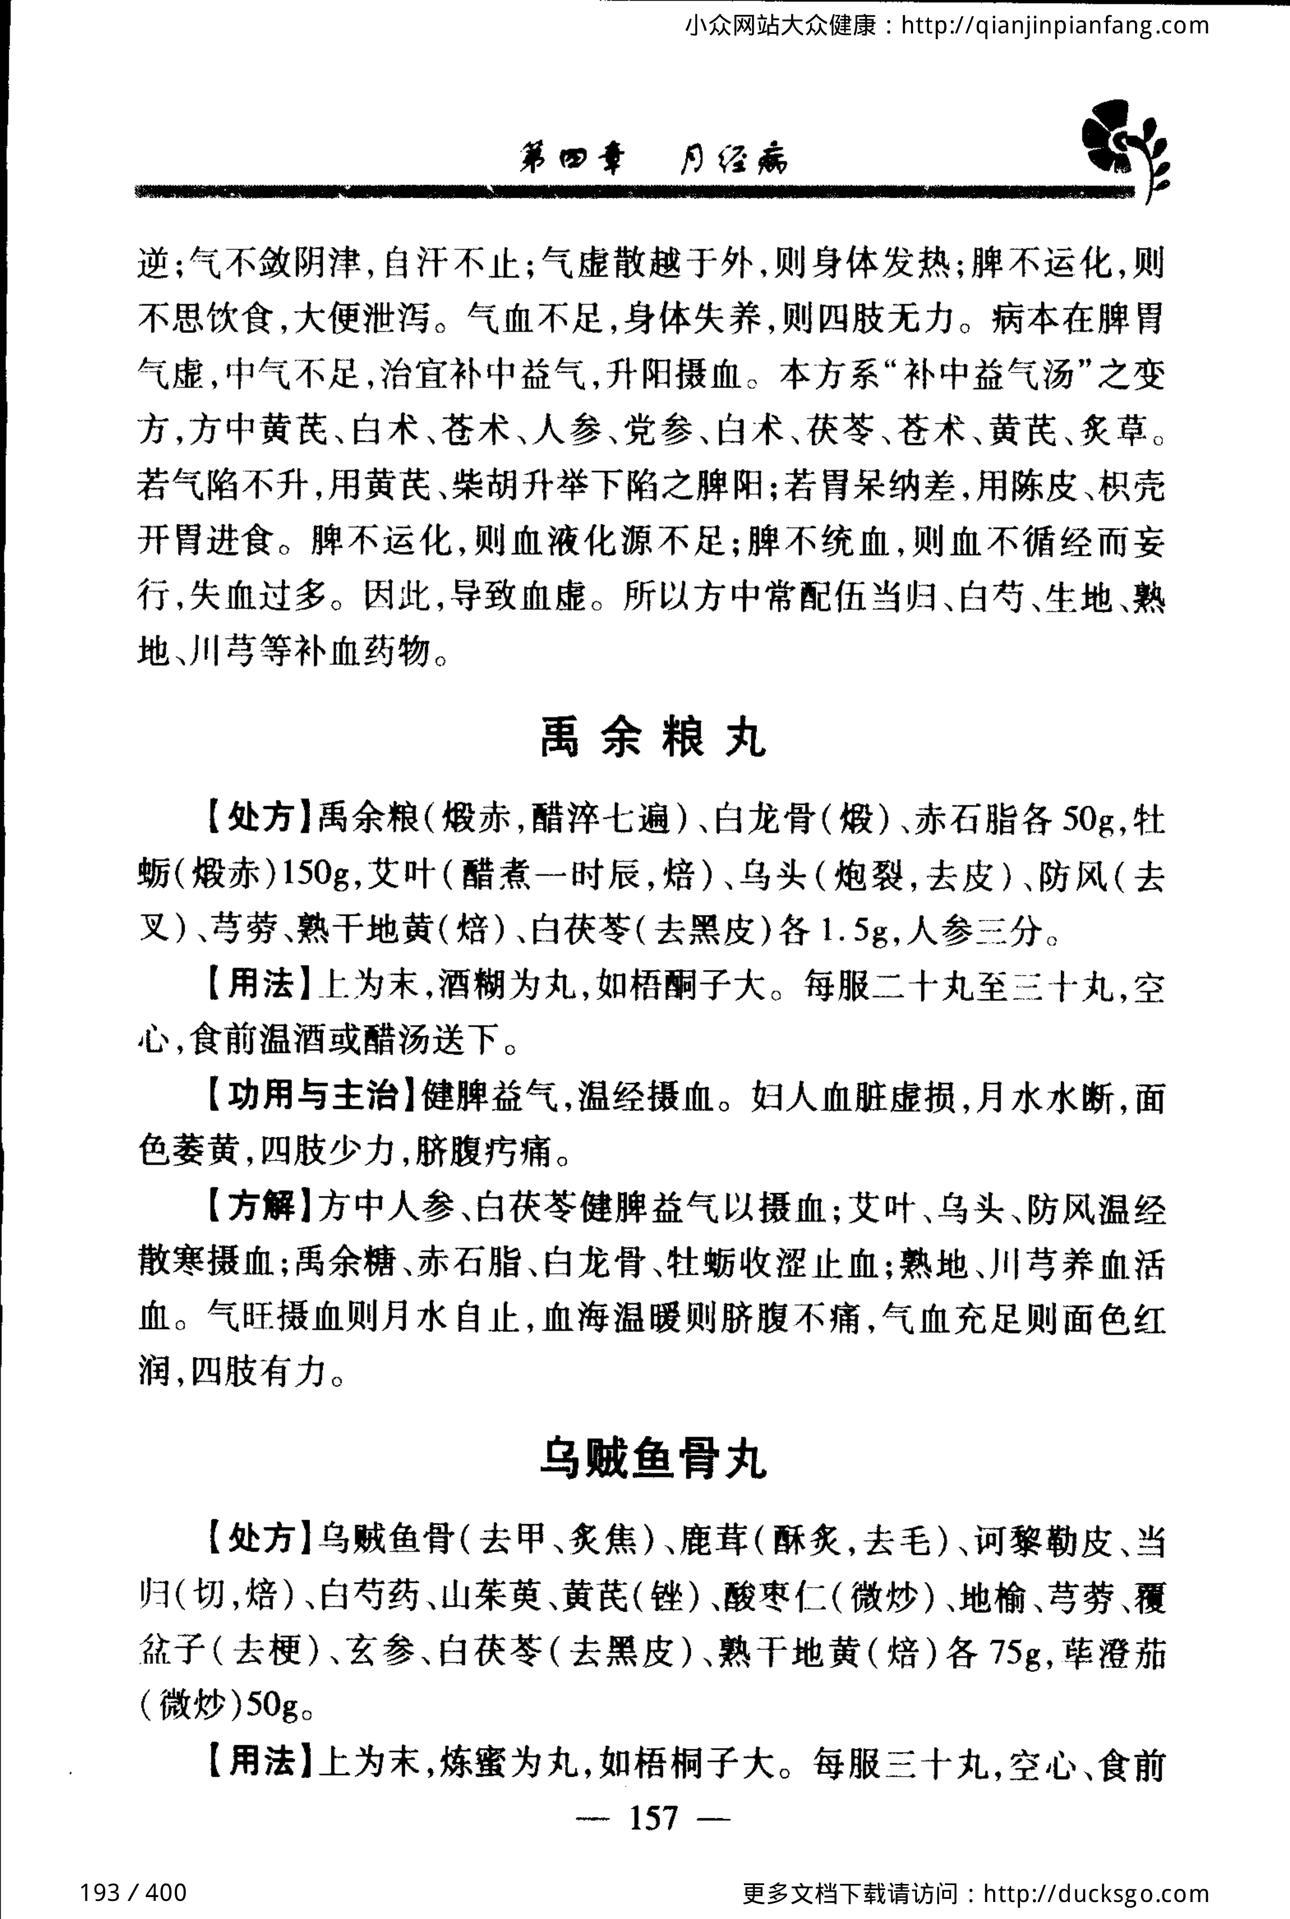 小众网站大众健康：http://qianjinpianfang.com
第四章 月经病
逆;气不敛阴津,自汗不止;气虚散越于外,则身体发热;脾不运化,则
不思饮食,大便泄泻。气血不足,身体失养,则四肢无力。病本在脾胃
气虚,中气不足,治宜补中益气,升阳摄血。本方系“补中益气汤”之变
方,方中黄芪、白术、苍术、人参、党参、白术、茯苓、苍术、黄芪、炙草。
若气陷不升,用黄芪、柴胡升举下陷之脾阳;若胃呆纳差,用陈皮、枳壳
开胃进食。脾不运化,则血液化源不足;脾不统血,则血不循经而妄
行,失血过多。因此,导致血虚。所以方中常配伍当归、白芍、生地、熟
地、川芎等补血药物。
禹余粮丸
【处方】禹余粮(煅赤,醋淬七遍)、白龙骨(煅)、赤石脂各50g,牡
蛎(煅赤)150g,艾叶(醋煮一时辰,焙)、乌头(炮裂,去皮)、防风(去
叉)、芎䓖、熟干地黄(焙)、白茯苓(去黑皮)各1.5g,人参三分。
【用法】上为末,酒糊为丸,如梧酮子大。每服二十丸至三十丸,空
心,食前温酒或醋汤送下。
【功用与主治】健脾益气,温经摄血。妇人血脏虚损,月水水断,面
色萎黄,四肢少力,脐腹㽲痛。
【方解】方中人参、白茯苓健脾益气以摄血;艾叶、乌头、防风温经
散寒摄血;禹余糖、赤石脂、白龙骨、牡蛎收涩止血;熟地、川芎养血活
血。气旺摄血则月水自止,血海温暖则脐腹不痛,气血充足则面色红
润,四肢有力。
乌贼鱼骨丸
【处方】乌贼鱼骨(去甲、炙焦)、鹿茸(酥炙,去毛)、诃黎勒皮、当
归(切,焙)、白芍药、山茱萸、黄芪(锉)、酸枣仁(微炒)、地榆、芎䓖、覆
盆子(去梗)、玄参、白茯苓(去黑皮)、熟干地黄(焙)各75g,荜澄茄
(微炒)50g。
【用法】上为末,炼蜜为丸,如梧桐子大。每服三十丸,空心、食前
— 157 —
193 / 400
更多文档下载请访问：http://ducksgo.com